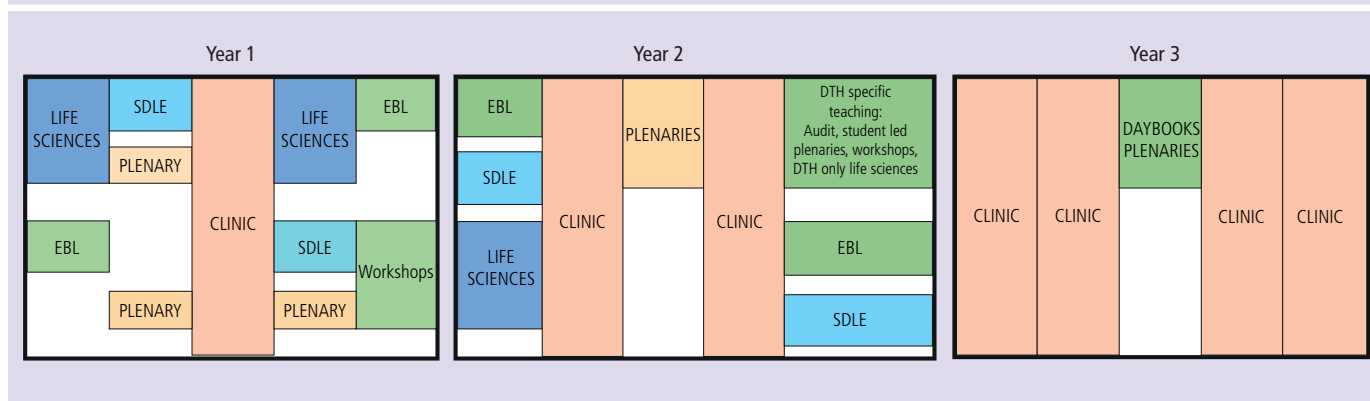 Year 1
LIFE
SCIENCES
SDLE
PLENARY
CLINIC
LIFE
SCIENCES
EBL
EBL
PLENARY
SDLE
PLENARY
Workshops
Year 2
EBL
SDLE
LIFE
SCIENCES
CLINIC
PLENARIES
CLINIC
DTH specific
teaching:
Audit, student led
plenaries, workshops,
DTH only life sciences
EBL
SDLE
Year 3
CLINIC
CLINIC
DAYBOOKS
PLENARIES
CLINIC
CLINIC